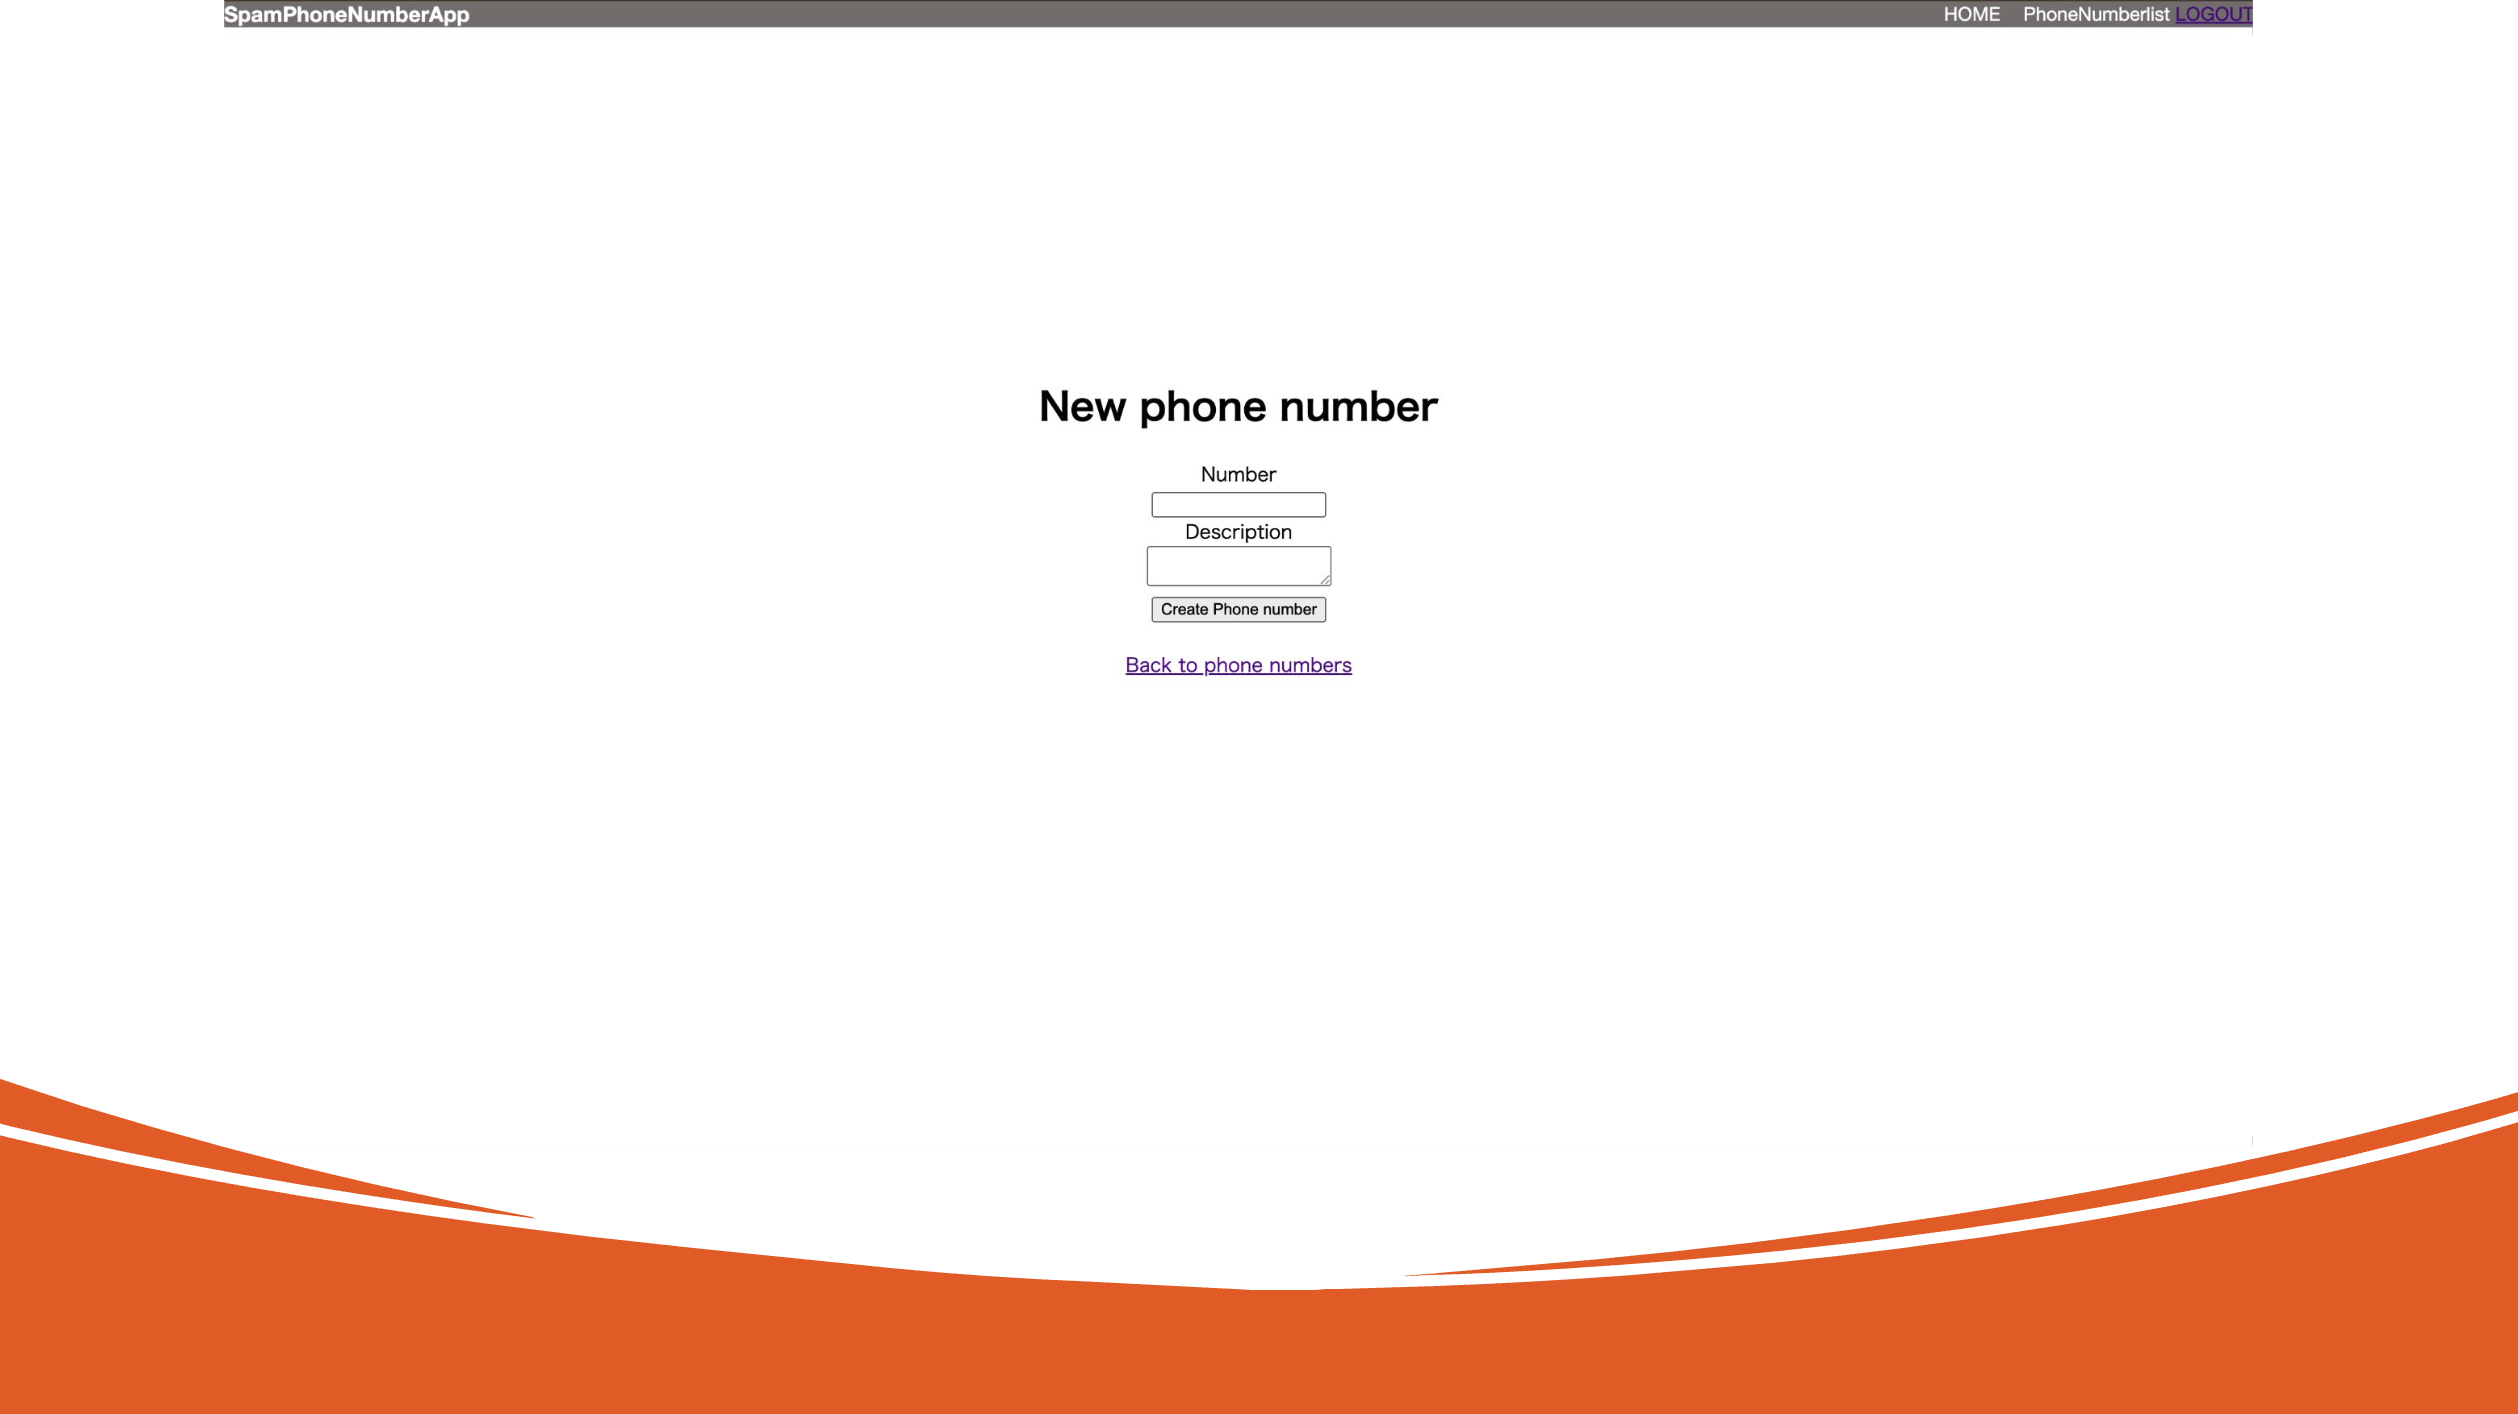 SpamPhoneNumberApp HOME PhoneNumberlist LOGOUT
New phone number
Number
Description
Create Phone number
Back to phone numbers